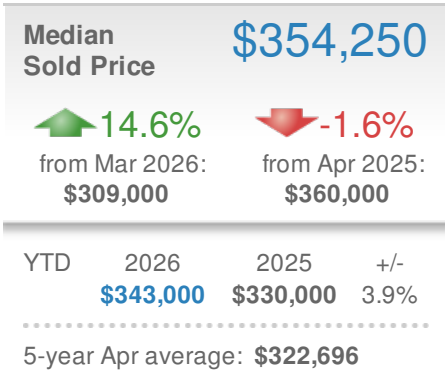 Median
Sold Price
$354,250
14.6%
from Mar 2026:
$309,000
-1.6%
from Apr 2025:
$360,000
YTD 2026 2025 +/-
$343,000 $330,000 3.9%
5-year Apr average: $322,696